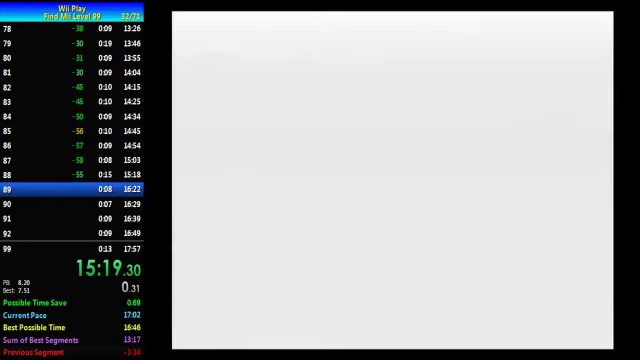 Wii Play
Find Mii Level 99 32/71
78 -38 0:09 13:26
79 -30 0:19 13:46
80 -31 0:09 13:55
81 -30 0:09 14:04
82 -45 0:10 14:15
83 -45 0:10 14:25
84 -50 0:09 14:34
85 -56 0:10 14:45
86 -57 0:09 14:54
87 -58 0:08 15:03
88 -55 0:15 15:18
89 0:08 16:22
90 0:07 16:29
91 0:09 16:39
92 0:09 16:49
99 0:13 17:57
15:19.30
PB: 8.20
Best: 7.51 0.31
Possible Time Save 0.69
Current Pace 17:02
Best Possible Time 16:46
Sum of Best Segments 13:17
Previous Segment -3.34